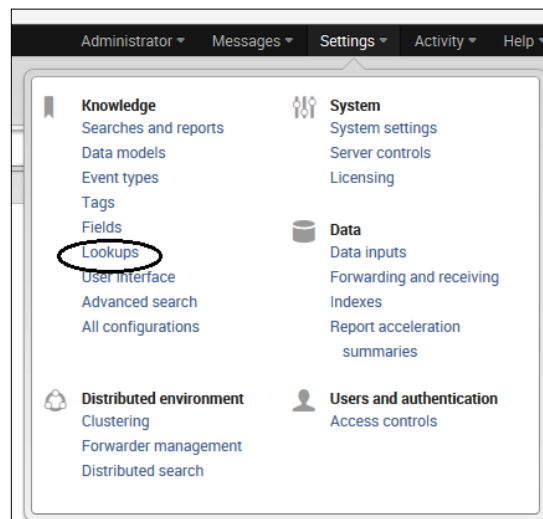 Administrator Messages Settings Activity Help
Knowledge
Searches and reports
Data models
Event types
Tags
Fields
Lookups
User interface
Advanced search
All configurations
System
System settings
Server controls
Licensing
Data
Data inputs
Forwarding and receiving
Indexes
Report acceleration
summaries
Distributed environment
Clustering
Forwarder management
Distributed search
Users and authentication
Access controls